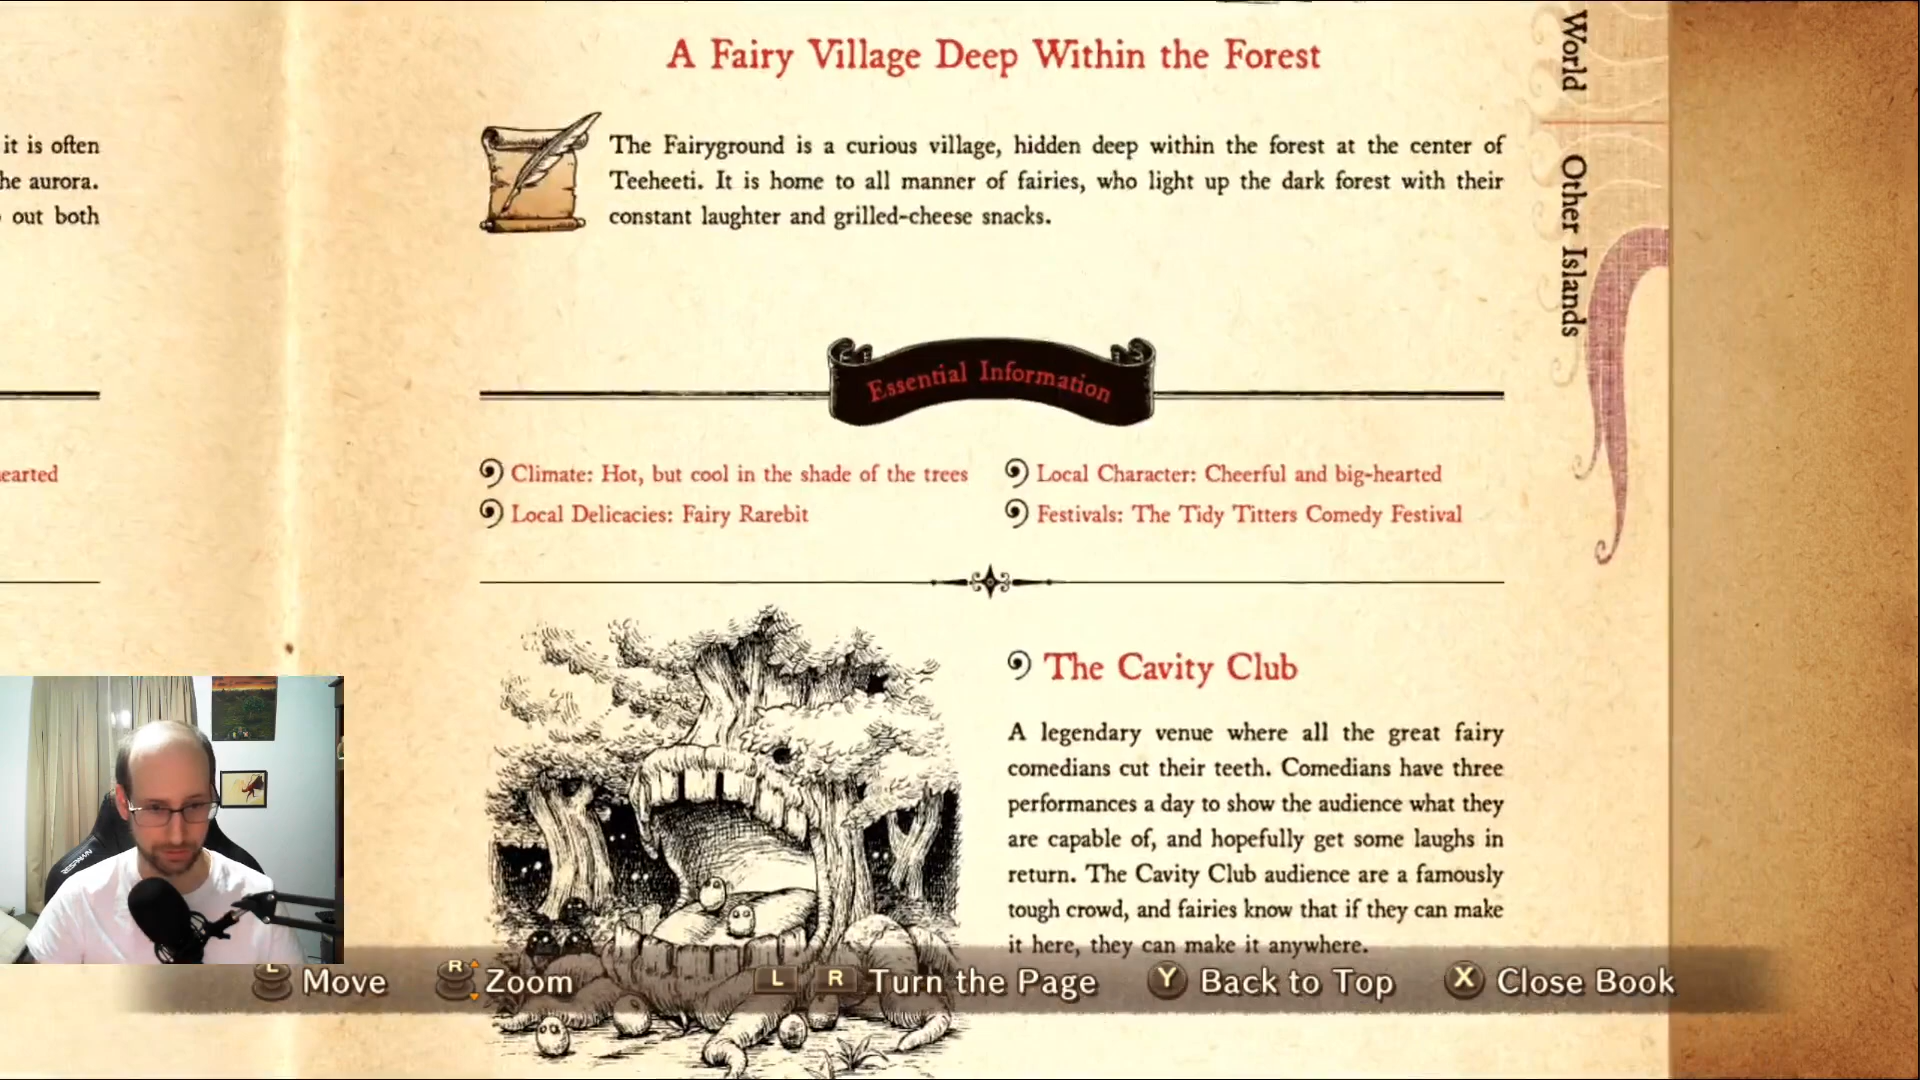 A Fairy Village Deep Within the Forest
it is often
he aurora.
out both
The Fairyground is a curious village, hidden deep within the forest at the center of
Teeheeti. It is home to all manner of fairies, who light up the dark forest with their
constant laughter and grilled-cheese snacks.
World
Other Islands
Essential Information
earted
Climate: Hot, but cool in the shade of the trees
Local Delicacies: Fairy Rarebit
Local Character: Cheerful and big-hearted
Festivals: The Tidy Titters Comedy Festival
The Cavity Club
A legendary venue where all the great fairy
comedians cut their teeth. Comedians have three
performances a day to show the audience what they
are capable of, and hopefully get some laughs in
return. The Cavity Club audience are a famously
tough crowd, and fairies know that if they can make
it here, they can make it anywhere.
L Move
R Zoom
L R Turn the Page
Y Back to Top
X Close Book